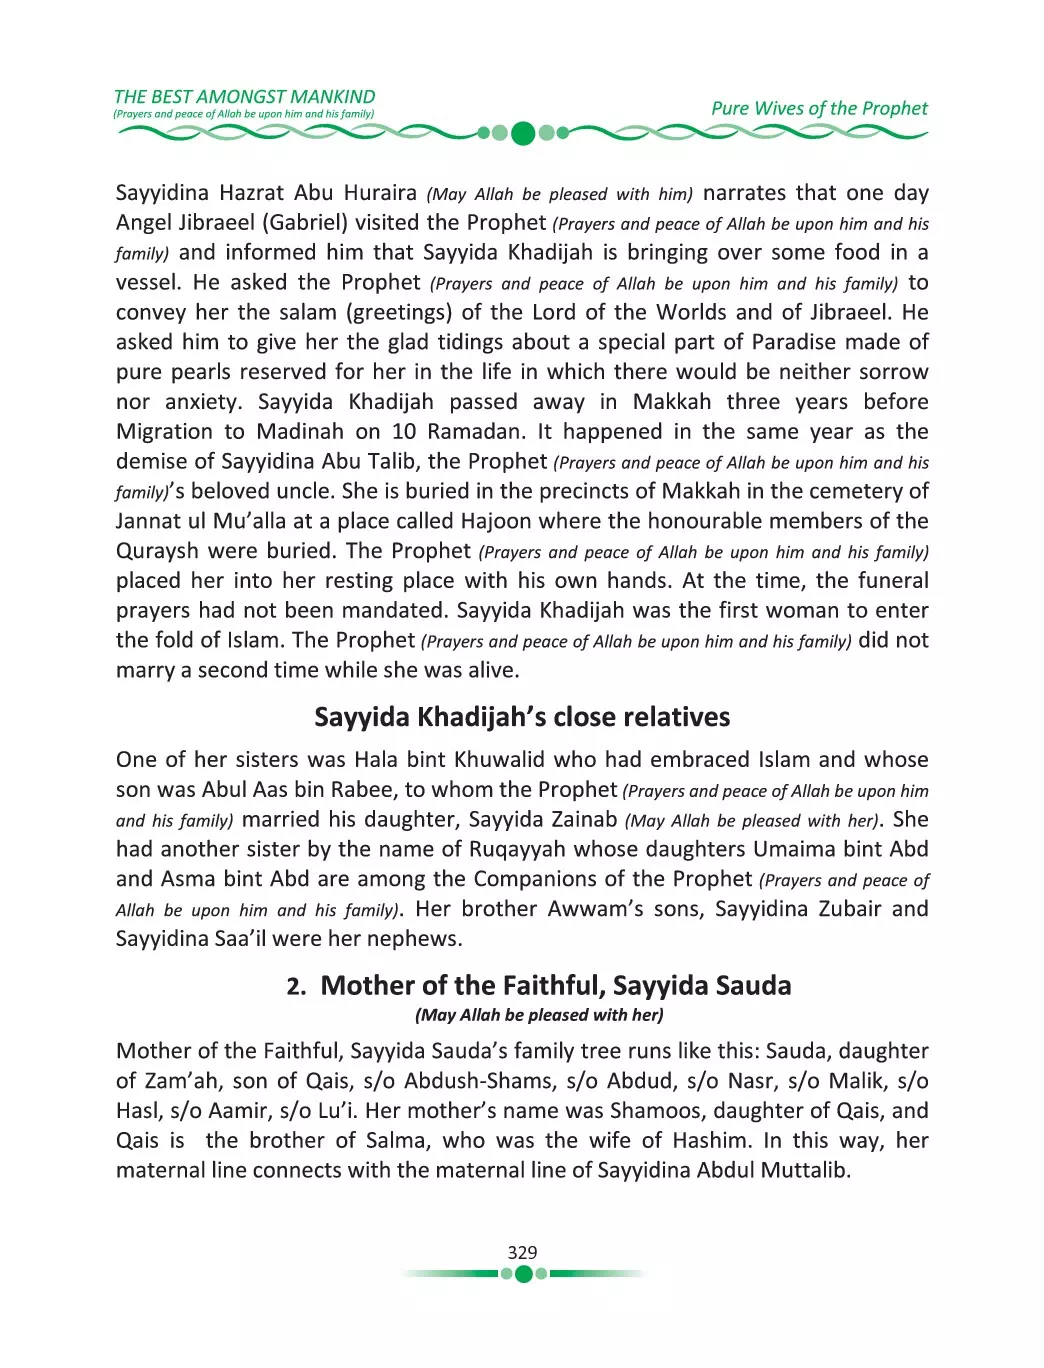 THE BEST AMONGST MANKIND
(Prayers and peace of Allah be upon him and his family)
Pure Wives of the Prophet
Sayyidina Hazrat Abu Huraira (May Allah be pleased with him) narrates that one day
Angel Jibraeel (Gabriel) visited the Prophet (Prayers and peace of Allah be upon him and his
family) and informed him that Sayyida Khadijah is bringing over some food in a
vessel. He asked the Prophet (Prayers and peace of Allah be upon him and his family) to
convey her the salam (greetings) of the Lord of the Worlds and of Jibraeel. He
asked him to give her the glad tidings about a special part of Paradise made of
pure pearls reserved for her in the life in which there would be neither sorrow
nor anxiety. Sayyida Khadijah passed away in Makkah three years before
Migration to Madinah on 10 Ramadan. It happened in the same year as the
demise of Sayyidina Abu Talib, the Prophet (Prayers and peace of Allah be upon him and his
family)’s beloved uncle. She is buried in the precincts of Makkah in the cemetery of
Jannat ul Mu’alla at a place called Hajoon where the honourable members of the
Quraysh were buried. The Prophet (Prayers and peace of Allah be upon him and his family)
placed her into her resting place with his own hands. At the time, the funeral
prayers had not been mandated. Sayyida Khadijah was the first woman to enter
the fold of Islam. The Prophet (Prayers and peace of Allah be upon him and his family) did not
marry a second time while she was alive.
Sayyida Khadijah’s close relatives
One of her sisters was Hala bint Khuwalid who had embraced Islam and whose
son was Abul Aas bin Rabee, to whom the Prophet (Prayers and peace of Allah be upon him
and his family) married his daughter, Sayyida Zainab (May Allah be pleased with her). She
had another sister by the name of Ruqayyah whose daughters Umaima bint Abd
and Asma bint Abd are among the Companions of the Prophet (Prayers and peace of
Allah be upon him and his family). Her brother Awwam’s sons, Sayyidina Zubair and
Sayyidina Saa’il were her nephews.
2. Mother of the Faithful, Sayyida Sauda
(May Allah be pleased with her)
Mother of the Faithful, Sayyida Sauda’s family tree runs like this: Sauda, daughter
of Zam’ah, son of Qais, s/o Abdush-Shams, s/o Abdud, s/o Nasr, s/o Malik, s/o
Hasl, s/o Aamir, s/o Lu’i. Her mother’s name was Shamoos, daughter of Qais, and
Qais is the brother of Salma, who was the wife of Hashim. In this way, her
maternal line connects with the maternal line of Sayyidina Abdul Muttalib.
329